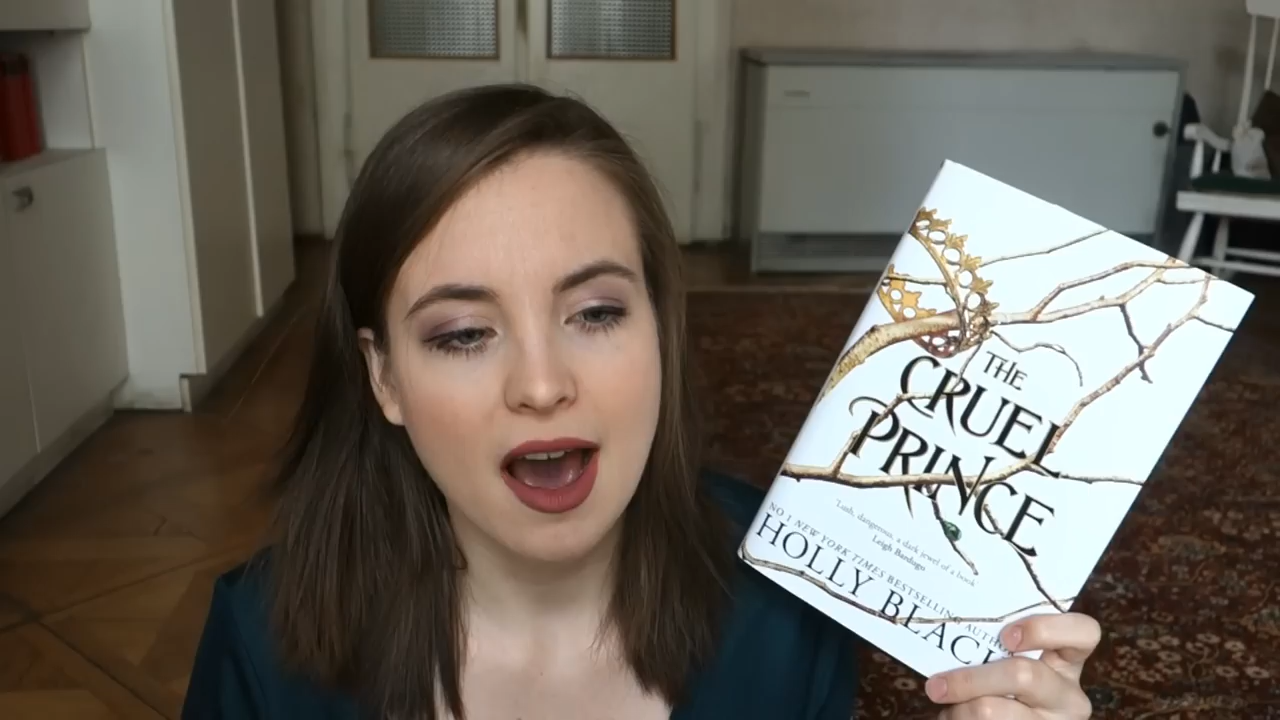 THE
CRUEL
PRINCE
"Lush, dangerous, a dark jewel of a book
Leigh Bardugo
NO 1 NEW YORK TIMES BESTSELLING AUTHOR
HOLLY BLACK